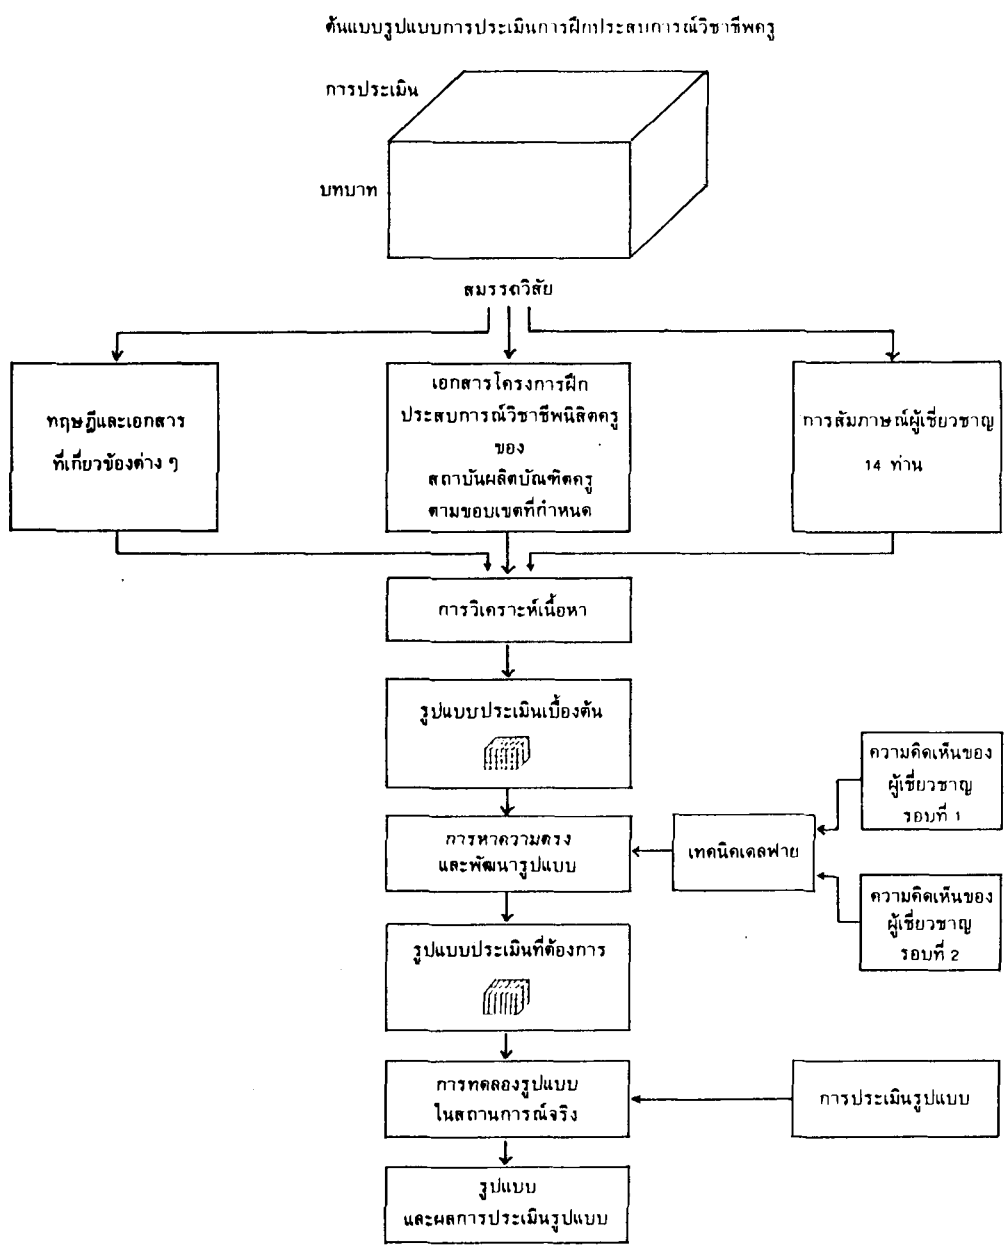 ต้นแบบรูปแบบการประเมินการฝึกประสบการณ์วิชาชีพครู
การประเมิน
บทบาท
สมรรถวิสัย
ทฤษฎีและเอกสาร
ที่เกี่ยวข้องต่าง ๆ
เอกสารโครงการฝึก
ประสบการณ์วิชาชีพนิสิตครู
ของ
สถาบันผลิตบัณฑิตครู
ตามขอบเขตที่กำหนด
การสัมภาษณ์ผู้เชี่ยวชาญ
14 ท่าน
การวิเคราะห์เนื้อหา
รูปแบบประเมินเบื้องต้น
ความคิดเห็นของ
ผู้เชี่ยวชาญ
รอบที่ 1
การหาความตรง
และพัฒนารูปแบบ
เทคนิคเดลฟาย
ความคิดเห็นของ
ผู้เชี่ยวชาญ
รอบที่ 2
รูปแบบประเมินที่ต้องการ
การทดลองรูปแบบ
ในสถานการณ์จริง
การประเมินรูปแบบ
รูปแบบ
และผลการประเมินรูปแบบ